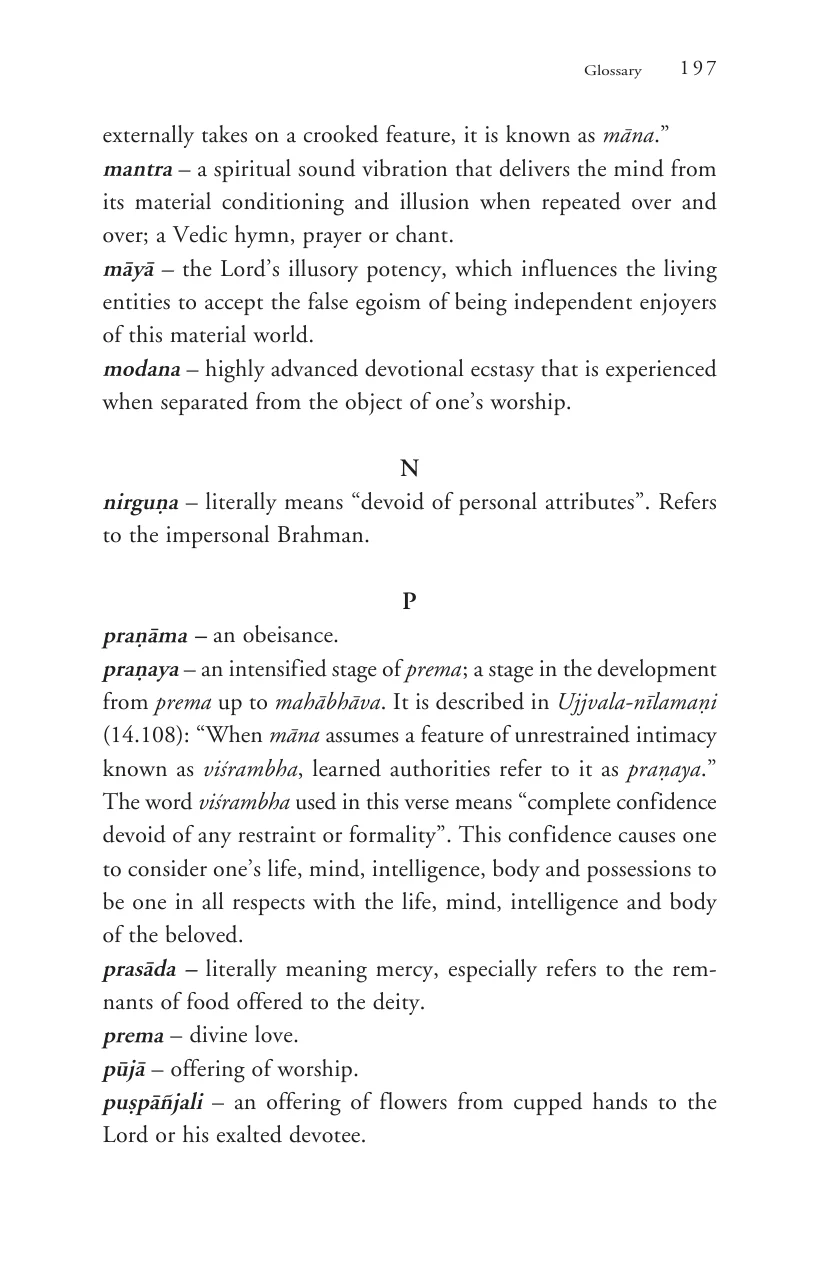 Glossary 197
externally takes on a crooked feature, it is known as māna.”
mantra – a spiritual sound vibration that delivers the mind from
its material conditioning and illusion when repeated over and
over; a Vedic hymn, prayer or chant.
māyā – the Lord’s illusory potency, which influences the living
entities to accept the false egoism of being independent enjoyers
of this material world.
modana – highly advanced devotional ecstasy that is experienced
when separated from the object of one’s worship.
N
nirguṇa – literally means “devoid of personal attributes”. Refers
to the impersonal Brahman.
P
praṇāma – an obeisance.
praṇaya – an intensified stage of prema; a stage in the development
from prema up to mahābhāva. It is described in Ujjvala-nīlamaṇi
(14.108): “When māna assumes a feature of unrestrained intimacy
known as viśrambha, learned authorities refer to it as praṇaya.”
The word viśrambha used in this verse means “complete confidence
devoid of any restraint or formality”. This confidence causes one
to consider one’s life, mind, intelligence, body and possessions to
be one in all respects with the life, mind, intelligence and body
of the beloved.
prasāda – literally meaning mercy, especially refers to the rem-
nants of food offered to the deity.
prema – divine love.
pūjā – offering of worship.
puṣpāñjali – an offering of flowers from cupped hands to the
Lord or his exalted devotee.